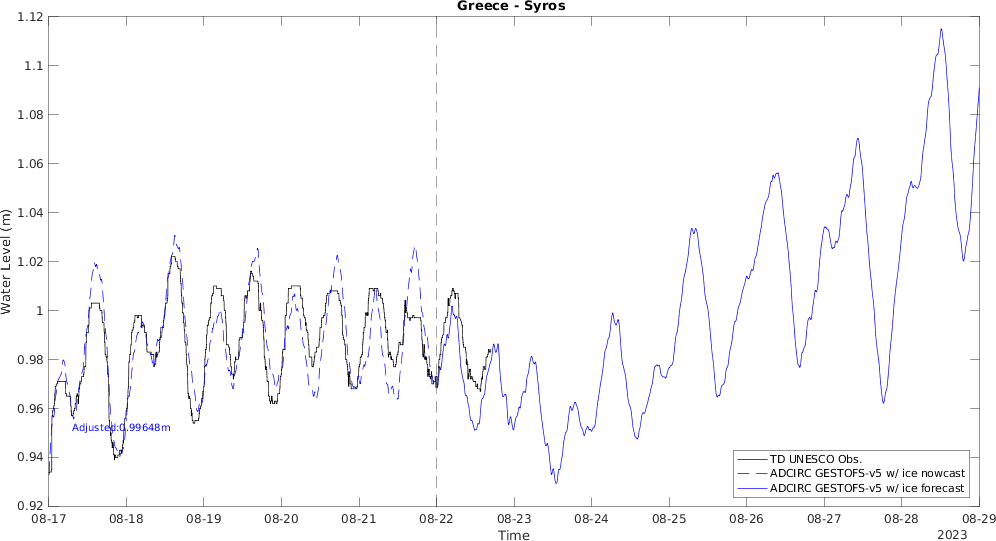 Greece - Syros
1.12
1.1
1.08
1.06
1.04
1.02
1
0.98
0.96
0.94
0.92
Water Level (m)
Adjusted:0.99648m
TD UNESCO Obs.
ADCIRC GESTOFS-v5 w/ ice nowcast
ADCIRC GESTOFS-v5 w/ ice forecast
08-17 08-18 08-19 08-20 08-21 08-22 08-23 08-24 08-25 08-26 08-27 08-28 08-29
Time
2023